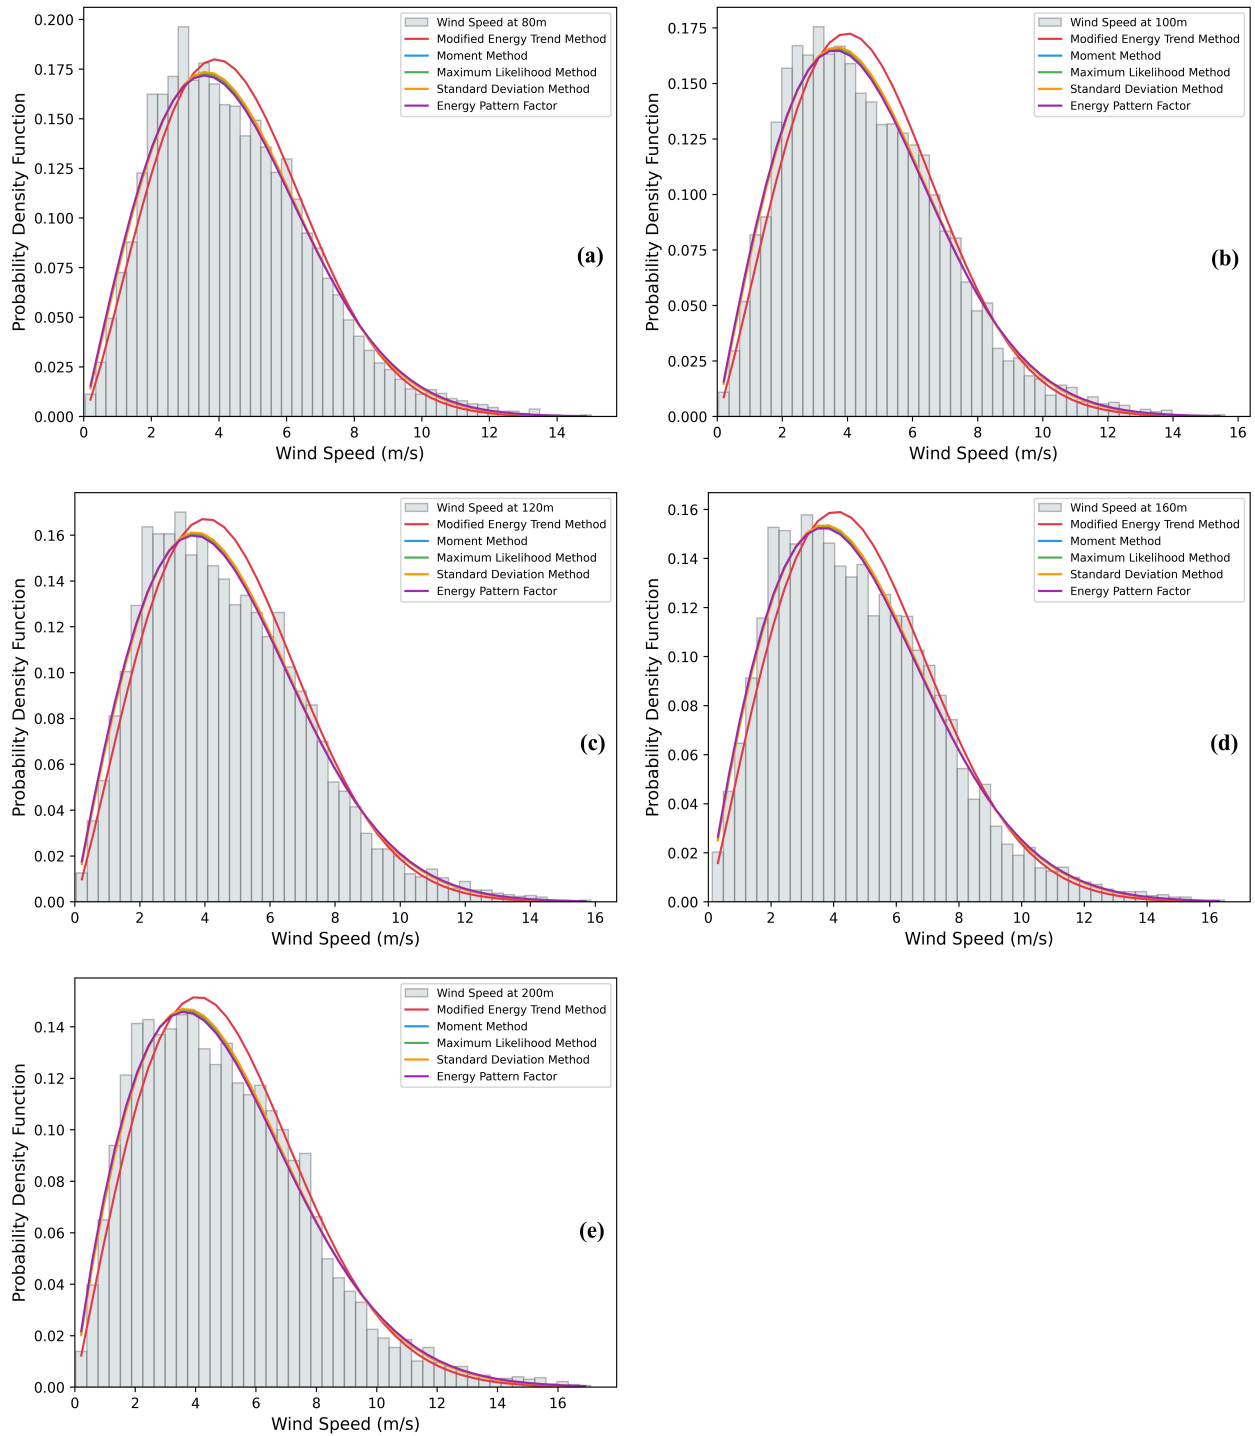 0.200
0.175
0.150
0.125
0.100
0.075
0.050
0.025
0.000
Probability Density Function
Wind Speed at 80m
Modified Energy Trend Method
Moment Method
Maximum Likelihood Method
Standard Deviation Method
Energy Pattern Factor
(a)
0 2 4 6 8 10 12 14
Wind Speed (m/s)
0.175
0.150
0.125
0.100
0.075
0.050
0.025
0.000
Probability Density Function
Wind Speed at 100m
Modified Energy Trend Method
Moment Method
Maximum Likelihood Method
Standard Deviation Method
Energy Pattern Factor
(b)
0 2 4 6 8 10 12 14 16
Wind Speed (m/s)
0.16
0.14
0.12
0.10
0.08
0.06
0.04
0.02
0.00
Probability Density Function
Wind Speed at 120m
Modified Energy Trend Method
Moment Method
Maximum Likelihood Method
Standard Deviation Method
Energy Pattern Factor
(c)
0 2 4 6 8 10 12 14 16
Wind Speed (m/s)
0.16
0.14
0.12
0.10
0.08
0.06
0.04
0.02
0.00
Probability Density Function
Wind Speed at 160m
Modified Energy Trend Method
Moment Method
Maximum Likelihood Method
Standard Deviation Method
Energy Pattern Factor
(d)
0 2 4 6 8 10 12 14 16
Wind Speed (m/s)
0.14
0.12
0.10
0.08
0.06
0.04
0.02
0.00
Probability Density Function
Wind Speed at 200m
Modified Energy Trend Method
Moment Method
Maximum Likelihood Method
Standard Deviation Method
Energy Pattern Factor
(e)
0 2 4 6 8 10 12 14 16
Wind Speed (m/s)